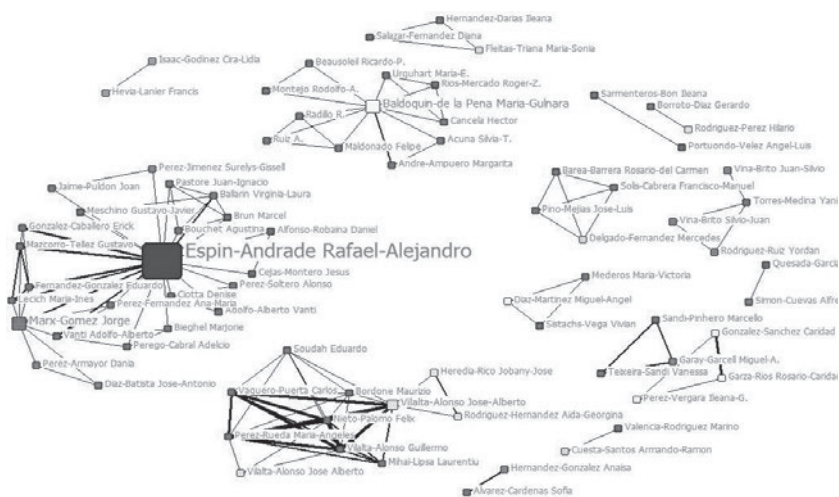 Hernandez-Darias Ileana
Salazar-Fernandez Diana
Fleitas-Triana Maria-Sonia
Isaac-Godinez Cira-Lidia
Hevia-Lanier Francis
Beausoleil Ricardo-P.
Urquhart Maria-E.
Montejo Rodolfo-A.
Rios-Mercado Roger-Z.
Baldoquin-de la Pena Maria-Gulnara
Radillo R.
Cancela Hector
Ruiz A.
Maldonado Felipe
Acuna Silvia-T.
Andre-Ampuero Margarita
Sarmenteros-Bon Ileana
Borroto-Diaz Gerardo
Rodriguez-Perez Hilario
Portuondo-Velez Angel-Luis
Perez-Jimenez Surelys-Gissell
Jaime-Puldon Joan
Pastore Juan-Ignacio
Ballarin Virginia-Laura
Meschino Gustavo-Javier
Brun Marcel
Gonzalez-Caballero Erick
Bouchet Agustina
Alfonso-Robaina Daniel
Mazcorro-Tellez Gustavo
Espin-Andrade Rafael-Alejandro
Cejas-Montero Jesus
Fernandez-Gonzalez Eduardo
Perez-Soltero Alonso
Lecich Maria-Ines
Ciotta Denise
Perez-Fernandez Ana-Maria
Adolfo-Alberto Vanti
Marx-Gomez Jorge
Bieghel Marjorie
Vanti Adolfo-Alberto
Perego-Cabral Adelcio
Perez-Armayor Dania
Diaz-Batista Jose-Antonio
Barea-Barrera Rosario-del Carmen
Solis-Cabrera Francisco-Manuel
Pino-Mejias Jose-Luis
Delgado-Fernandez Mercedes
Vina-Brito Juan-Silvio
Torres-Medina Yani
Vina-Brito Silvio-Juan
Rodriguez-Ruiz Yordan
Quesada-Garcia
Simon-Cuevas Alfre
Mederos Maria-Victoria
Diaz-Martinez Miguel-Angel
Sistachs-Vega Vivian
Sandi-Pinheiro Marcello
Gonzalez-Sanchez Caridad
Garay-Garcell Miguel-A.
Teixeira-Sandi Vanessa
Garza-Rios Rosario-Caridad
Perez-Vergara Ileana-G.
Soudah Eduardo
Vaquero-Puerta Carlos
Bordone Maurizio
Heredia-Rico Jobany-Jose
Vilalta-Alonso Jose-Alberto
Nieto-Palomo Felix
Rodriguez-Hernandez Aida-Georgina
Perez-Rueda Maria-Angeles
Vilalta-Alonso Guillermo
Mihai-Lipsa Laurentiu
Vilalta-Alonso Jose Alberto
Valencia-Rodriguez Marino
Cuesta-Santos Armando-Ramon
Hernandez-Gonzalez Anaisa
Alvarez-Cardenas Sofia